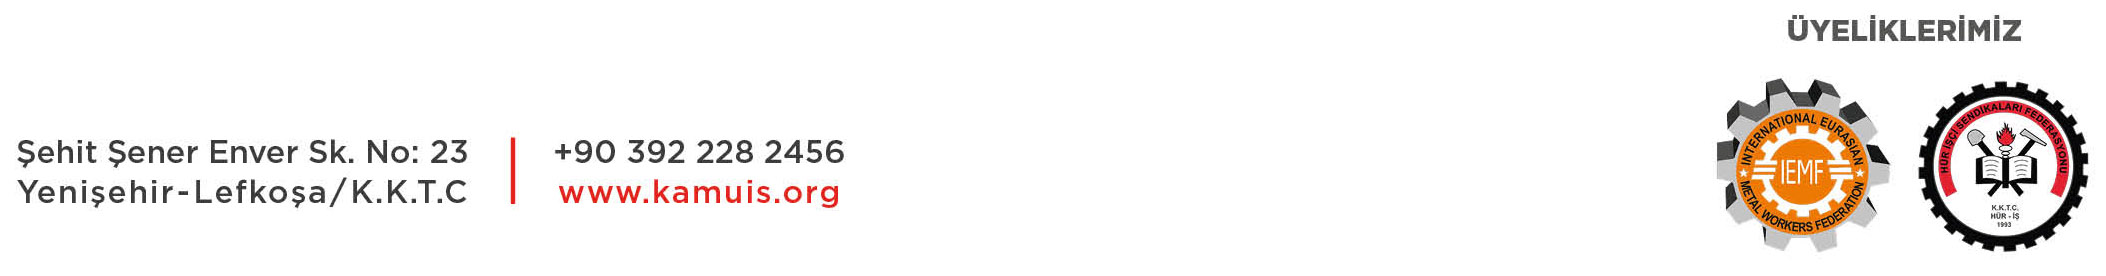 ÜYELİKLERİMİZ
Şehit Şener Enver Sk. No: 23
Yenişehir-Lefkoşa/K.K.T.C
+90 392 228 2456
www.kamuis.org
INTERNATIONAL EURASIAN
IEMF
METAL WORKERS FEDERATION
HÜR İŞÇİ SENDİKALARI FEDERASYONU
K.K.T.C.
HÜR - İŞ
1993